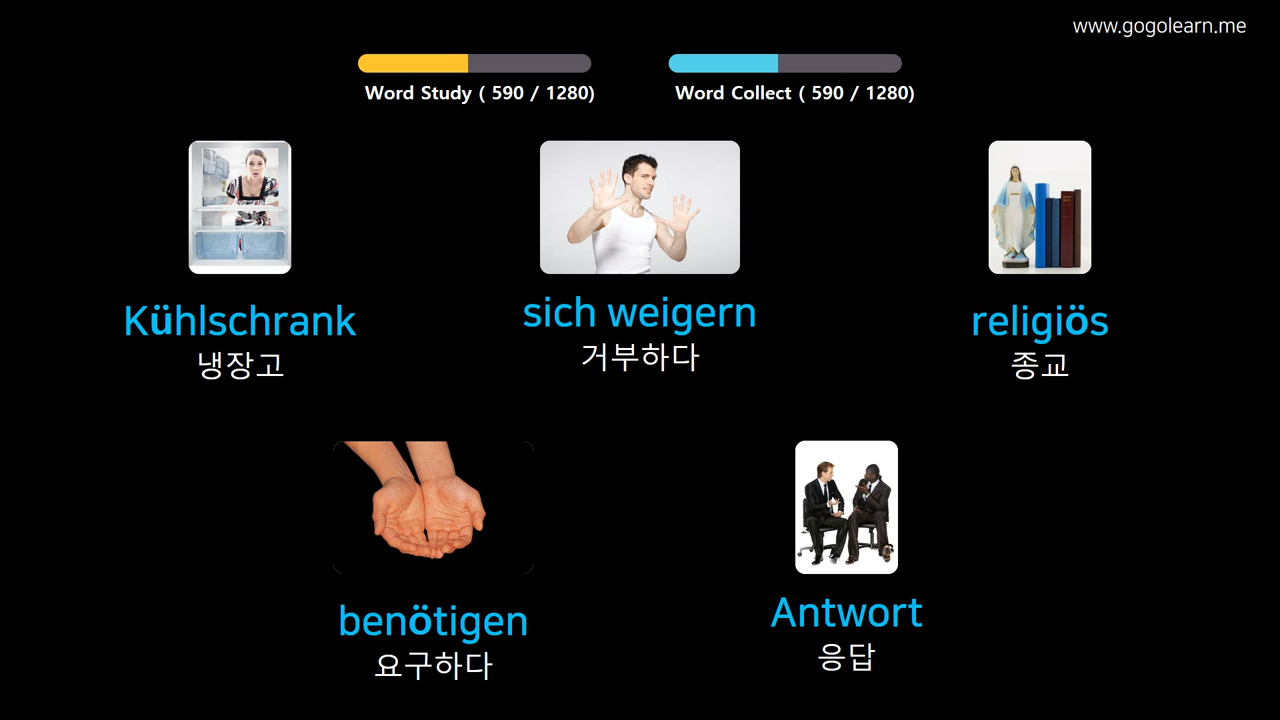 www.gogolearn.me
Word Study ( 590 / 1280)
Word Collect ( 590 / 1280)
Kühlschrank
냉장고
sich weigern
거부하다
religiös
종교
benötigen
요구하다
Antwort
응답